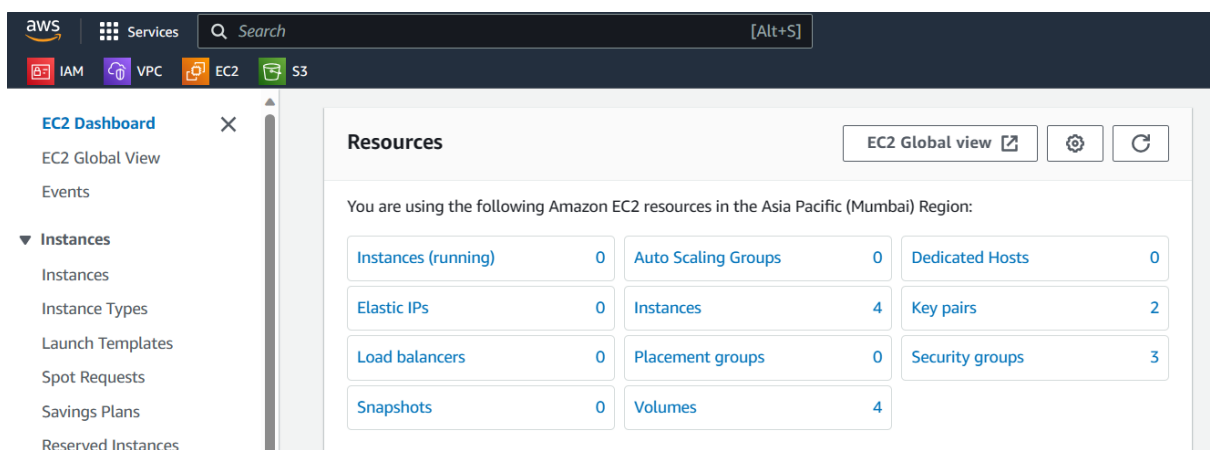 aws
Services
Search [Alt+S]
IAM VPC EC2 S3
EC2 Dashboard
EC2 Global View
Events
Instances
Instances
Instance Types
Launch Templates
Spot Requests
Savings Plans
Reserved Instances
Resources
EC2 Global view
You are using the following Amazon EC2 resources in the Asia Pacific (Mumbai) Region:
Instances (running) 0 Auto Scaling Groups 0 Dedicated Hosts 0
Elastic IPs 0 Instances 4 Key pairs 2
Load balancers 0 Placement groups 0 Security groups 3
Snapshots 0 Volumes 4